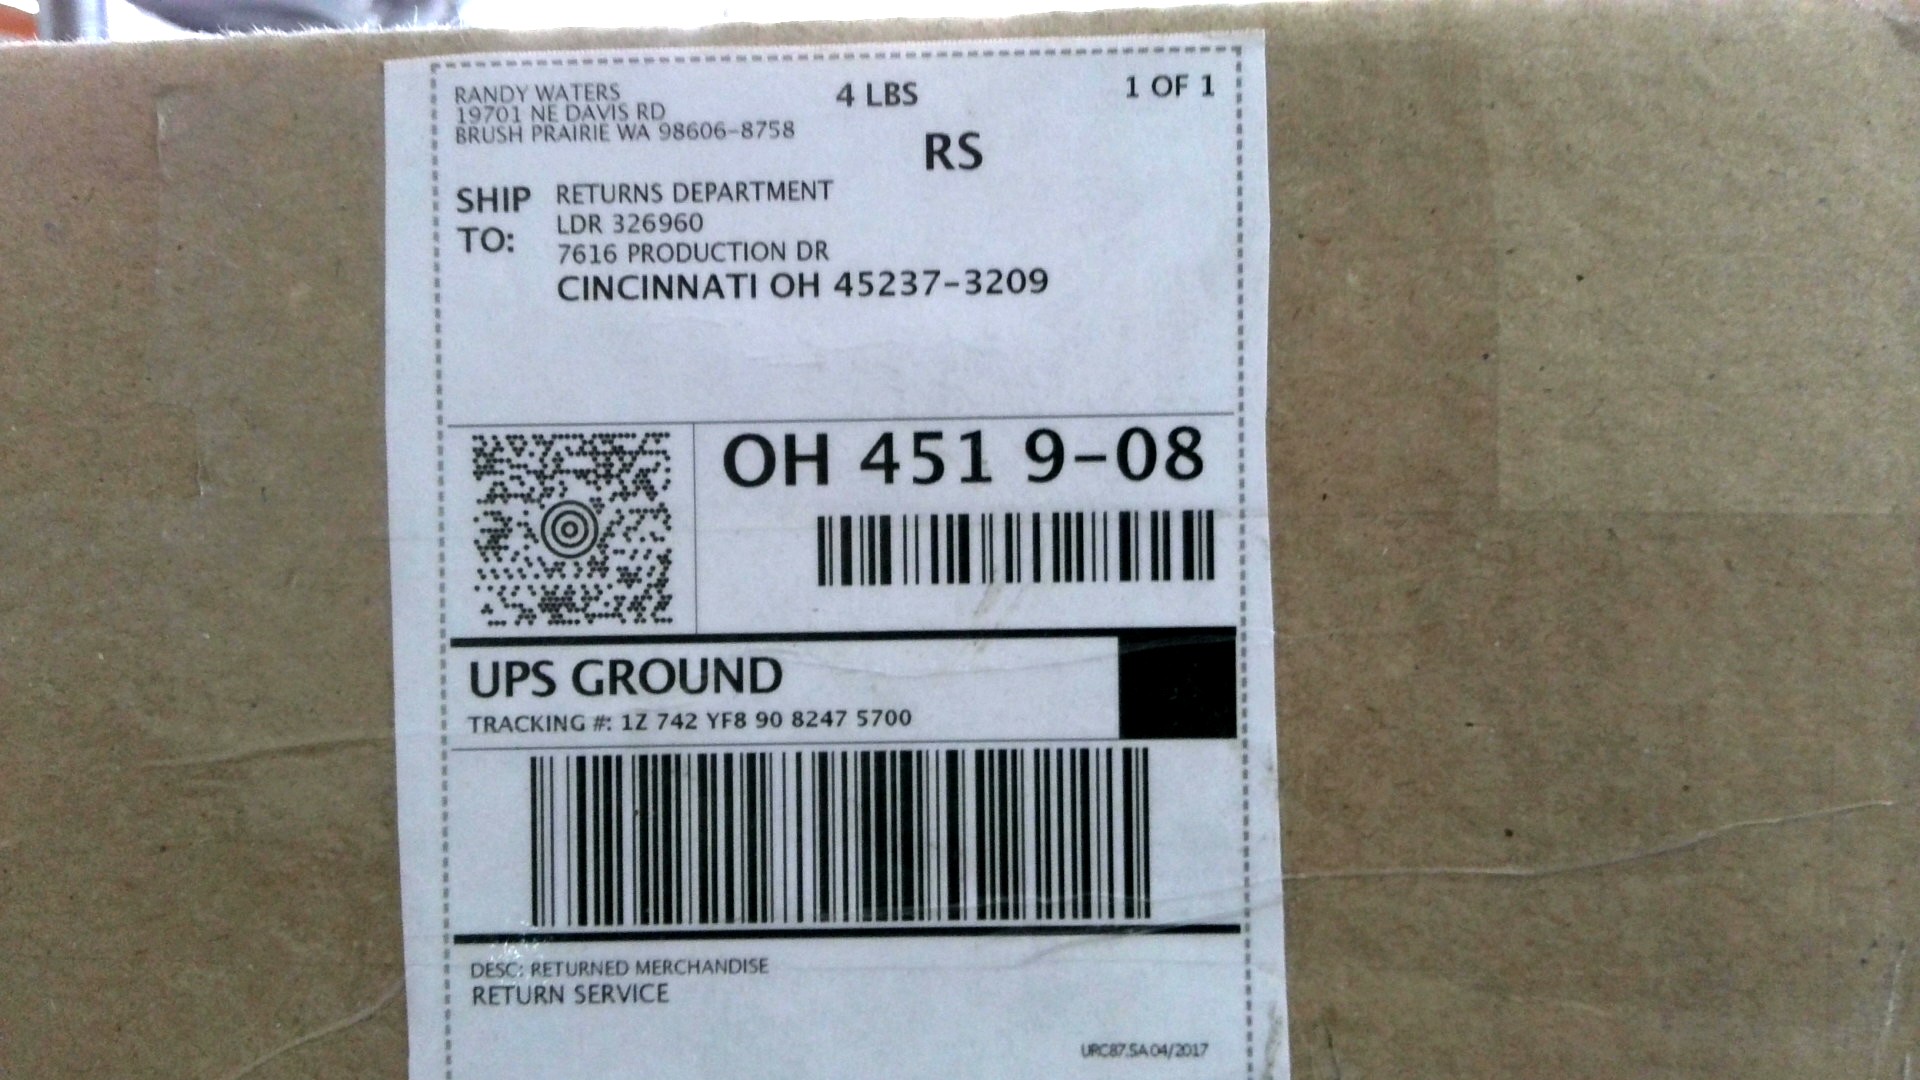 RANDY WATERS
19701 NE DAVIS RD
BRUSH PRAIRIE WA 98606-8758
4 LBS
1 OF 1
RS
SHIP TO:
RETURNS DEPARTMENT
LDR 326960
7616 PRODUCTION DR
CINCINNATI OH 45237-3209
OH 451 9-08
UPS GROUND
TRACKING #: 1Z 742 YF8 90 8247 5700
DESC: RETURNED MERCHANDISE
RETURN SERVICE
URC87.5A 04/2017